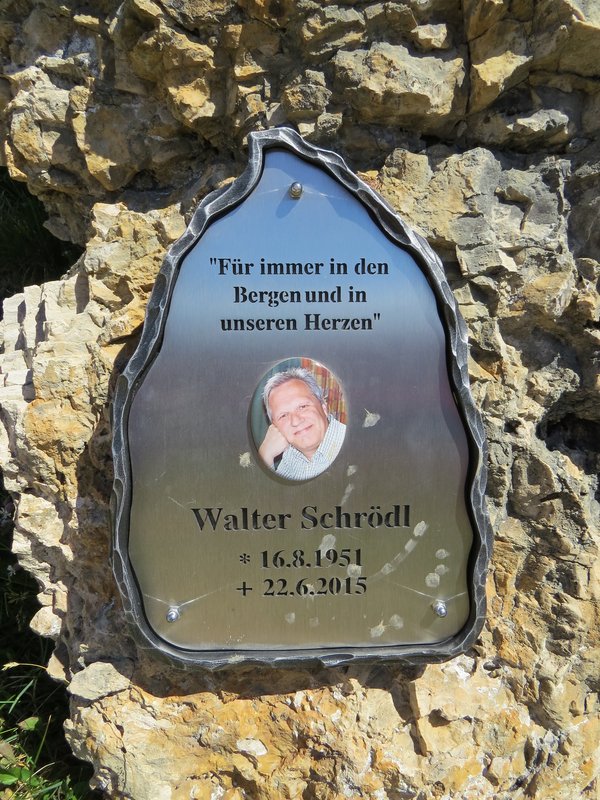 "Für immer in den
Bergen und in
unseren Herzen"
Walter Schrödl
* 16.8.1951
+ 22.6.2015